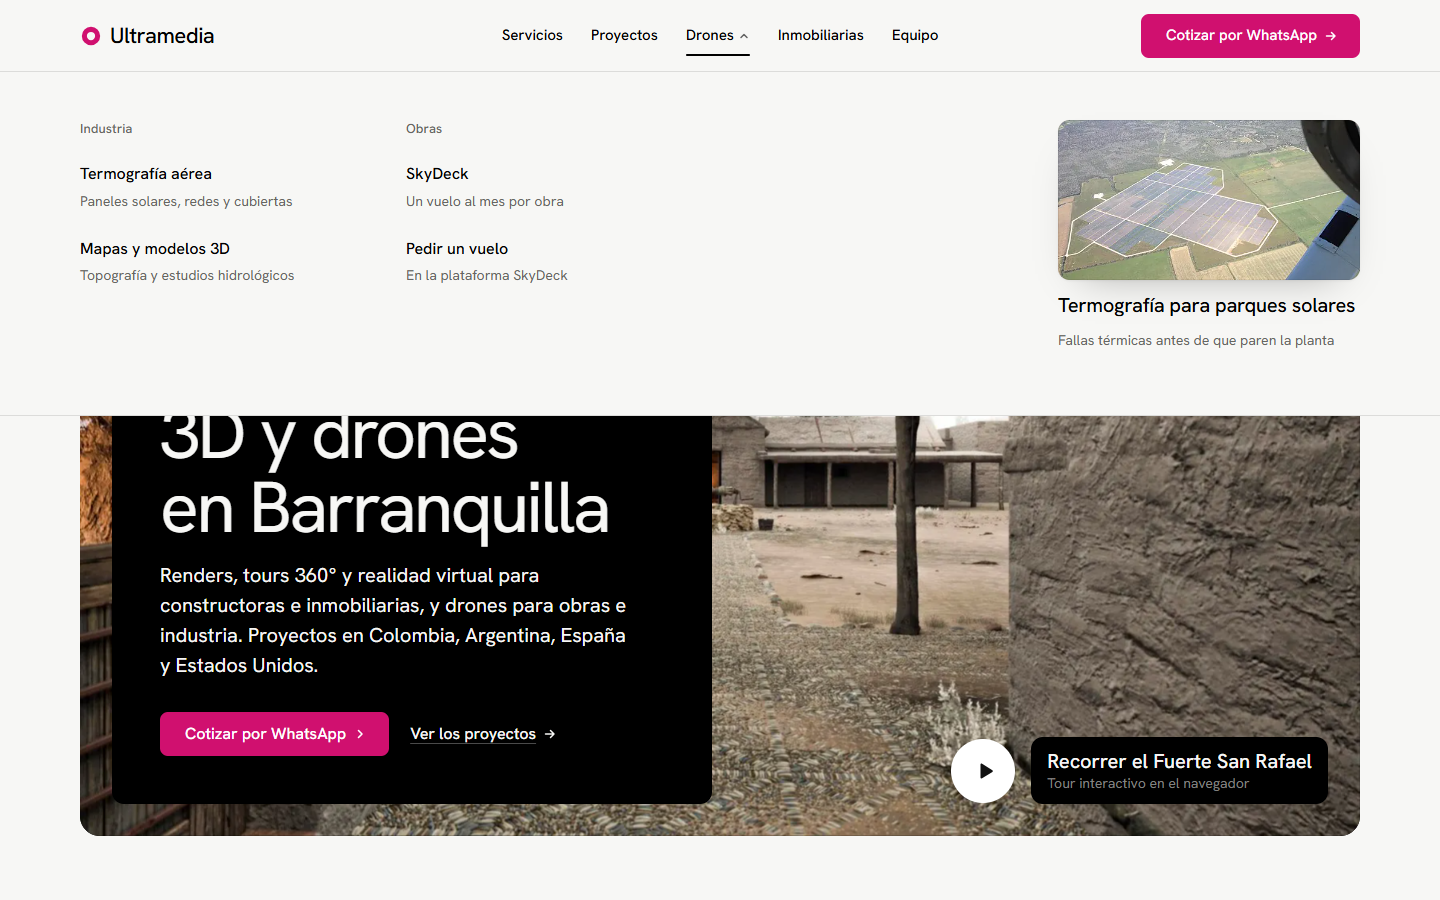 Ultramedia
Servicios
Proyectos
Drones
Inmobiliarias
Equipo
Cotizar por WhatsApp
Industria
Termografía aérea
Paneles solares, redes y cubiertas
Mapas y modelos 3D
Topografía y estudios hidrológicos
Obras
SkyDeck
Un vuelo al mes por obra
Pedir un vuelo
En la plataforma SkyDeck
Termografía para parques solares
Fallas térmicas antes de que paren la planta
3D y drones
en Barranquilla
Renders, tours 360° y realidad virtual para
constructoras e inmobiliarias, y drones para obras e
industria. Proyectos en Colombia, Argentina, España
y Estados Unidos.
Cotizar por WhatsApp
Ver los proyectos
Recorrer el Fuerte San Rafael
Tour interactivo en el navegador